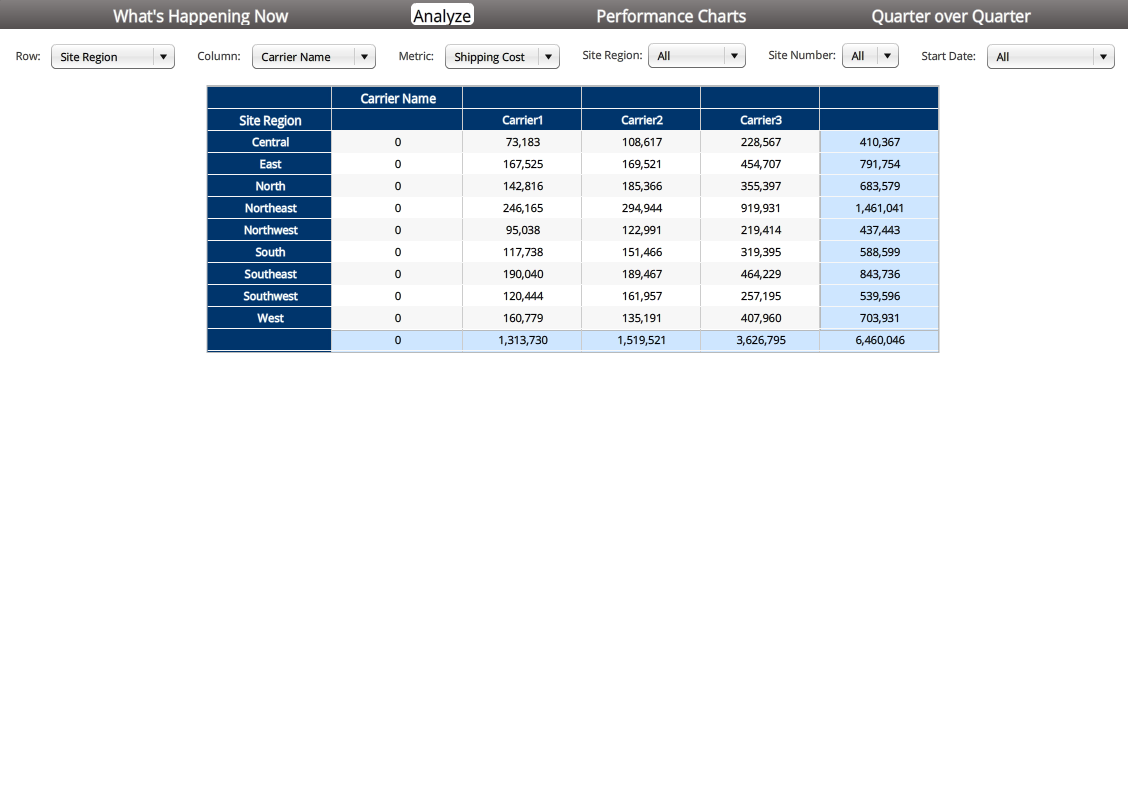 What's Happening Now Analyze Performance Charts Quarter over Quarter
Row: Site Region Column: Carrier Name Metric: Shipping Cost Site Region: All Site Number: All Start Date: All
Carrier Name
Site Region Carrier1 Carrier2 Carrier3
Central 0 73,183 108,617 228,567 410,367
East 0 167,525 169,521 454,707 791,754
North 0 142,816 185,366 355,397 683,579
Northeast 0 246,165 294,944 919,931 1,461,041
Northwest 0 95,038 122,991 219,414 437,443
South 0 117,738 151,466 319,395 588,599
Southeast 0 190,040 189,467 464,229 843,736
Southwest 0 120,444 161,957 257,195 539,596
West 0 160,779 135,191 407,960 703,931
0 1,313,730 1,519,521 3,626,795 6,460,046